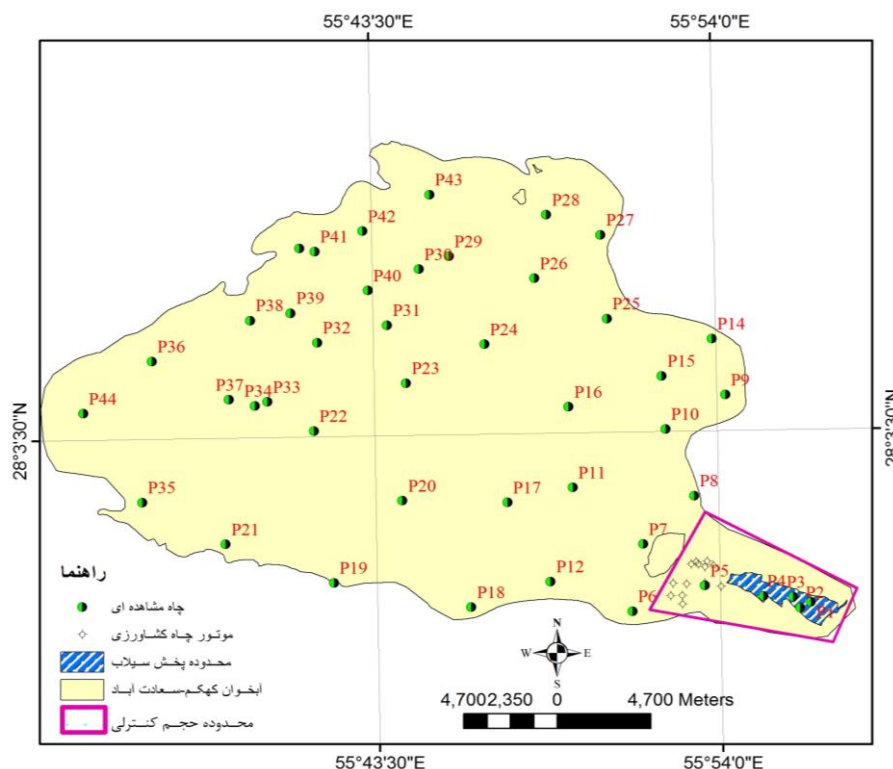 55°43'30"E
55°54'0"E
P43
P28
P42
P27
P41
P29
P30
P26
P40
P39
P38
P31
P25
P14
P32
P24
P36
P15
P23
P9
P37
P34
P33
P44
P16
P22
P10
28°3'30"N
28°3'30"N
P11
P8
P35
P20
P17
P21
P7
P19
P12
P5
P4
P3
P2
P1
P18
P6
راهنما
چاه مشاهده ای
موتور چاه کشاورزی
محدوده پخش سیلاب
آبخوان کهکم-سعادت آباد
محدوده حجم کنترلی
N
W
E
S
4,700
2,350
0
4,700 Meters
55°43'30"E
55°54'0"E